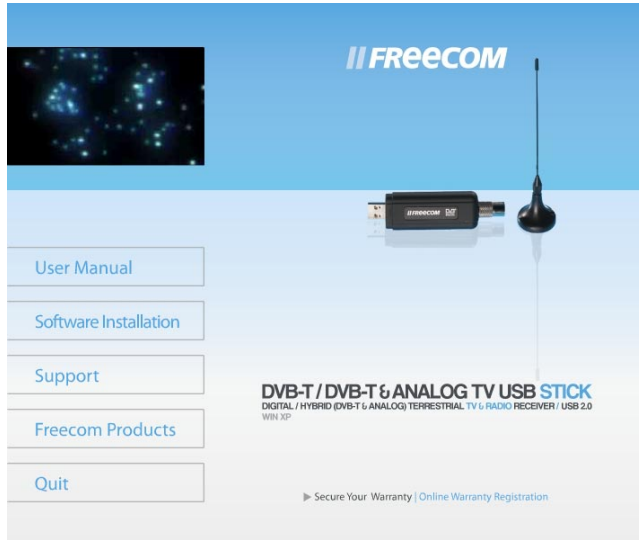 FREECOM
FREECOM DVB
User Manual
Software Installation
Support
Freecom Products
Quit
DVB-T / DVB-T & ANALOG TV USB STICK
DIGITAL / HYBRID (DVB-T & ANALOG) TERRESTRIAL TV & RADIO RECEIVER / USB 2.0
WIN XP
Secure Your Warranty | Online Warranty Registration